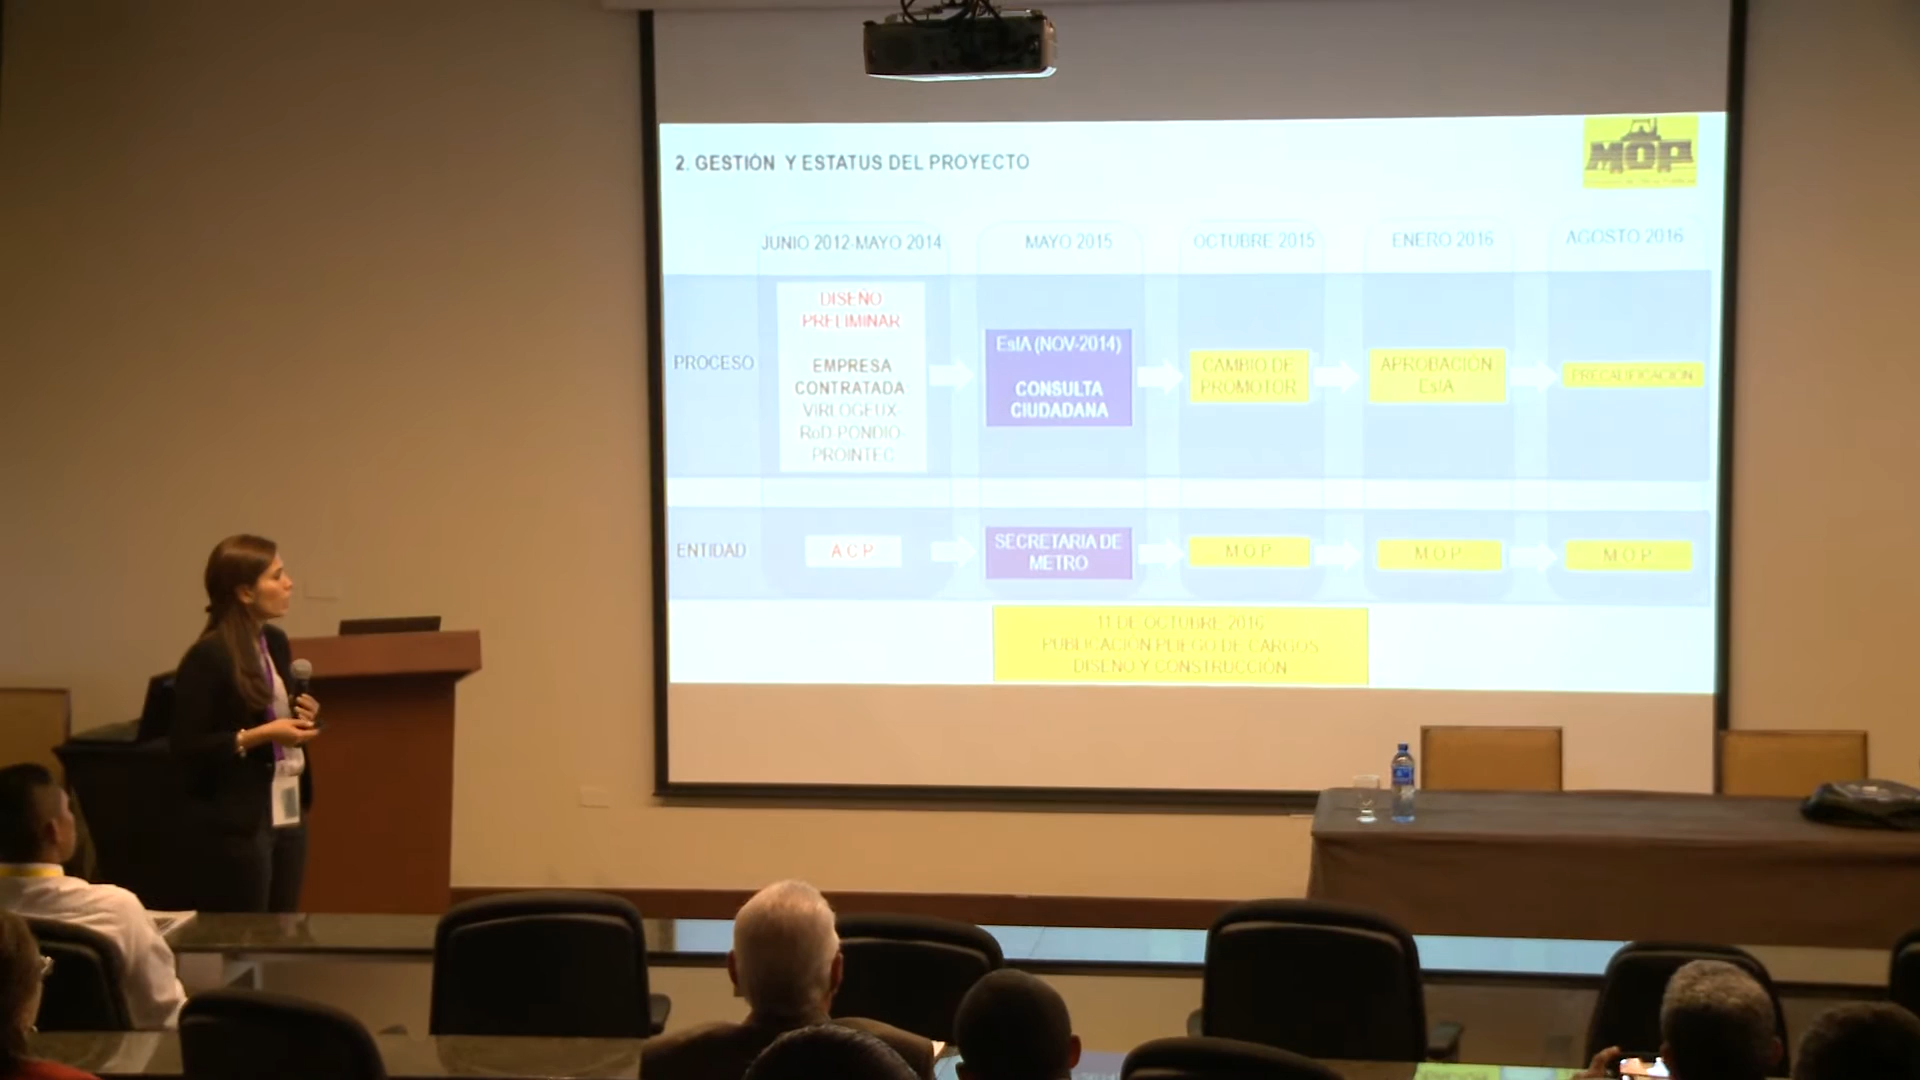 MOP
2. GESTIÓN Y ESTATUS DEL PROYECTO
JUNIO 2012-MAYO 2014
MAYO 2015
OCTUBRE 2015
ENERO 2016
AGOSTO 2016
PROCESO
DISEÑO
PRELIMINAR
EMPRESA
CONTRATADA
VIRLOGEUX-
RoD PONDIO-
PROINTEC
EsIA (NOV-2014)
CONSULTA
CIUDADANA
CAMBIO DE
PROMOTOR
APROBACIÓN
EsIA
PRECALIFICACIÓN
ENTIDAD
A.C.P.
SECRETARIA DE
METRO
M.O.P.
M.O.P.
M.O.P.
DE OCTUBRE 2016
PUBLICACIÓN PLIEGO DE CARGOS
DISEÑO Y CONSTRUCCIÓN